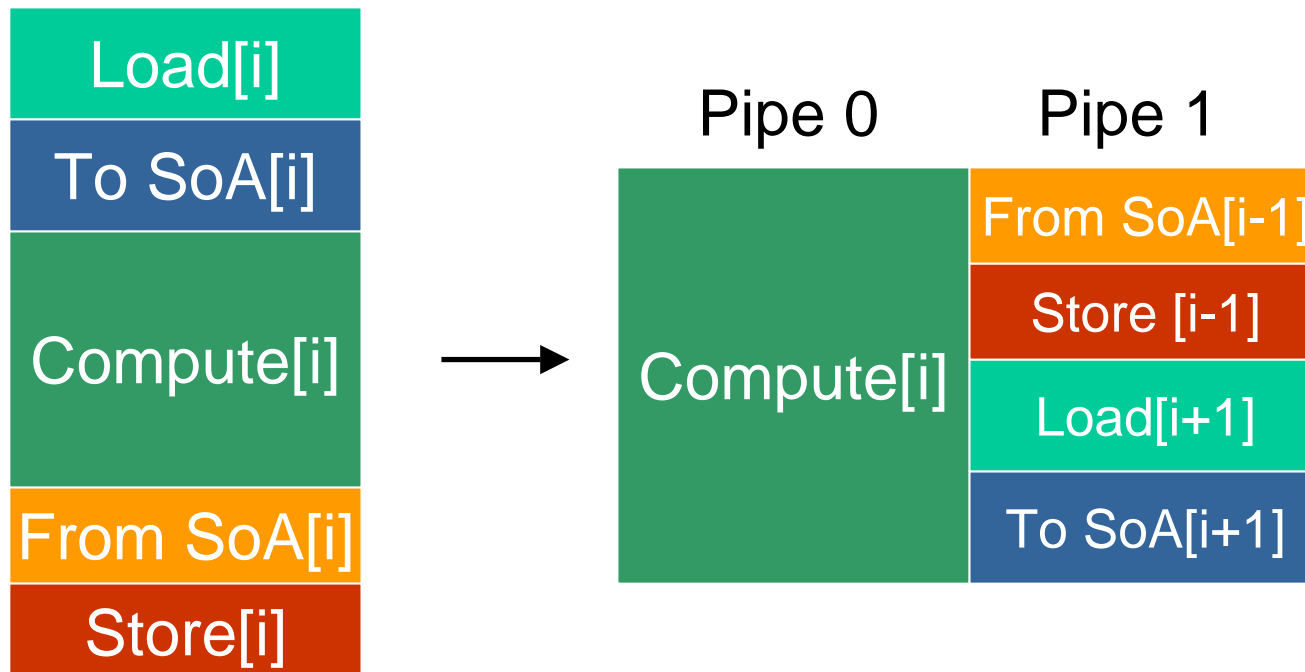 Load[i]
To SoA[i]
Compute[i]
From SoA[i]
Store[i]
Pipe 0
Pipe 1
Compute[i]
From SoA[i-1]
Store [i-1]
Load[i+1]
To SoA[i+1]